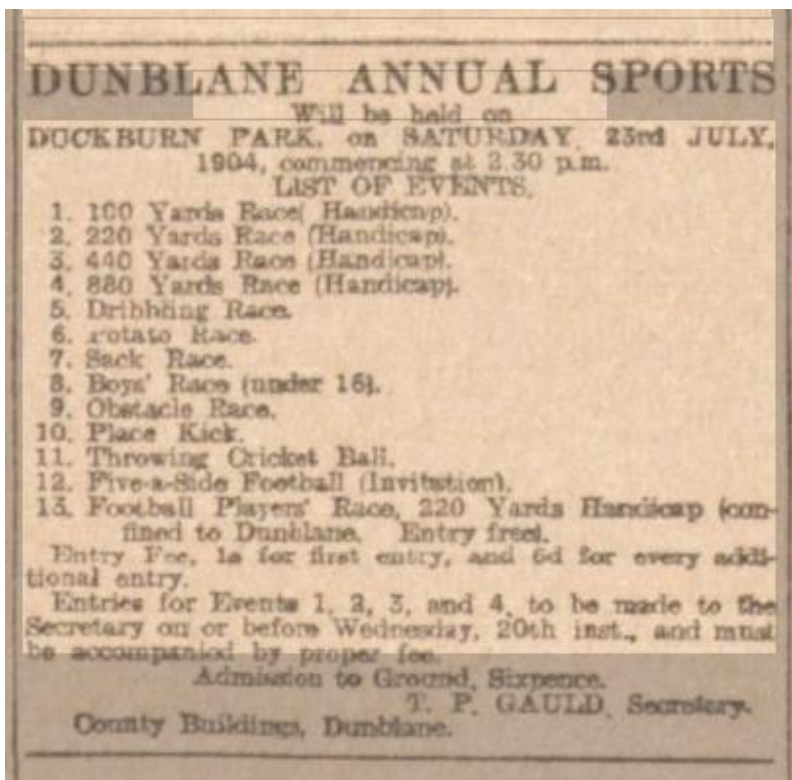 DUNBLANE ANNUAL SPORTS
Will be held on
DUCKBURN PARK, on SATURDAY, 23rd JULY,
1904, commencing at 2.30 p.m.
LIST OF EVENTS.
1. 100 Yards Race( Handicap).
2. 220 Yards Race (Handicap).
3. 440 Yards Race (Handicap).
4. 880 Yards Race (Handicap).
5. Dribbling Race.
6. Potato Race.
7. Sack Race.
8. Boys' Race (under 16).
9. Obstacle Race.
10. Place Kick.
11. Throwing Cricket Ball.
12. Five-a-Side Football (Invitation).
13. Football Players' Race, 220 Yards Handicap (con-
fined to Dunblane. Entry free).
Entry Fee, 1s for first entry, and 6d for every addi-
tional entry.
Entries for Events 1, 2, 3, and 4, to be made to the
Secretary on or before Wednesday, 20th inst., and must
be accompanied by proper fee.
Admission to Ground, Sixpence.
T. P. GAULD, Secretary.
County Buildings, Dunblane.